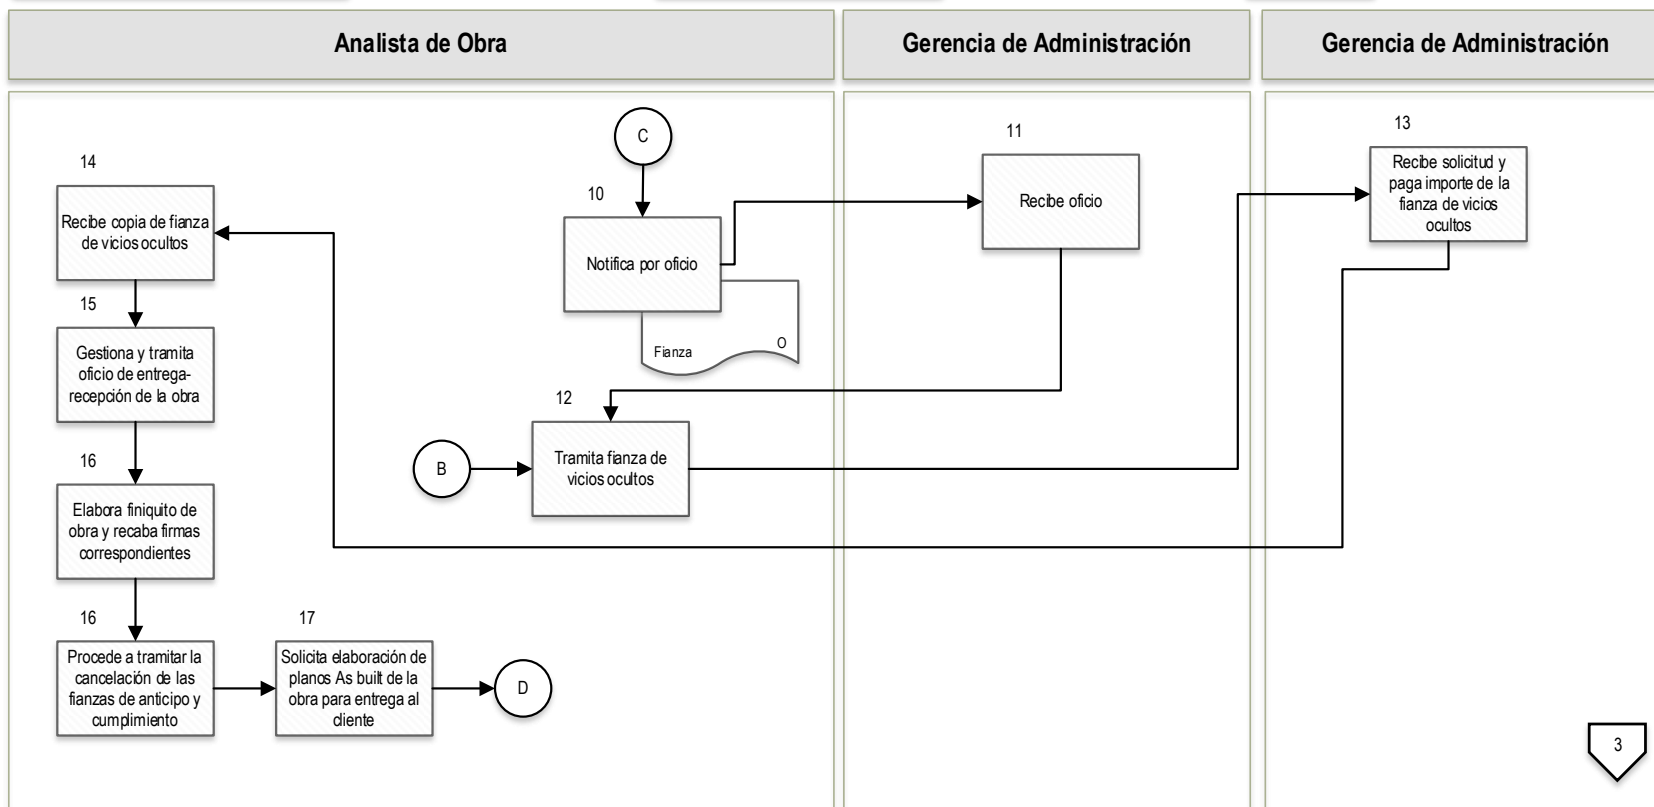 Analista de Obra
Gerencia de Administración
Gerencia de Administración
C
10
Notifica por oficio
Fianza
O
11
Recibe oficio
12
B
Tramita fianza de
vicios ocultos
13
Recibe solicitud y
paga importe de la
fianza de vicios
ocultos
14
Recibe copia de fianza
de vicios ocultos
15
Gestiona y tramita
oficio de entrega-
recepción de la obra
16
Elabora finiquito de
obra y recaba firmas
correspondientes
16
Procede a tramitar la
cancelación de las
fianzas de anticipo y
cumplimiento
17
Solicita elaboración de
planos As built de la
obra para entrega al
cliente
D
3